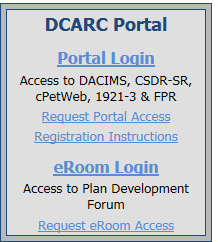 DCARC Portal
Portal Login
Access to DACIMS, CSDR-SR,
cPetWeb, 1921-3 & FPR
Request Portal Access
Registration Instructions
eRoom Login
Access to Plan Development
Forum
Request eRoom Access